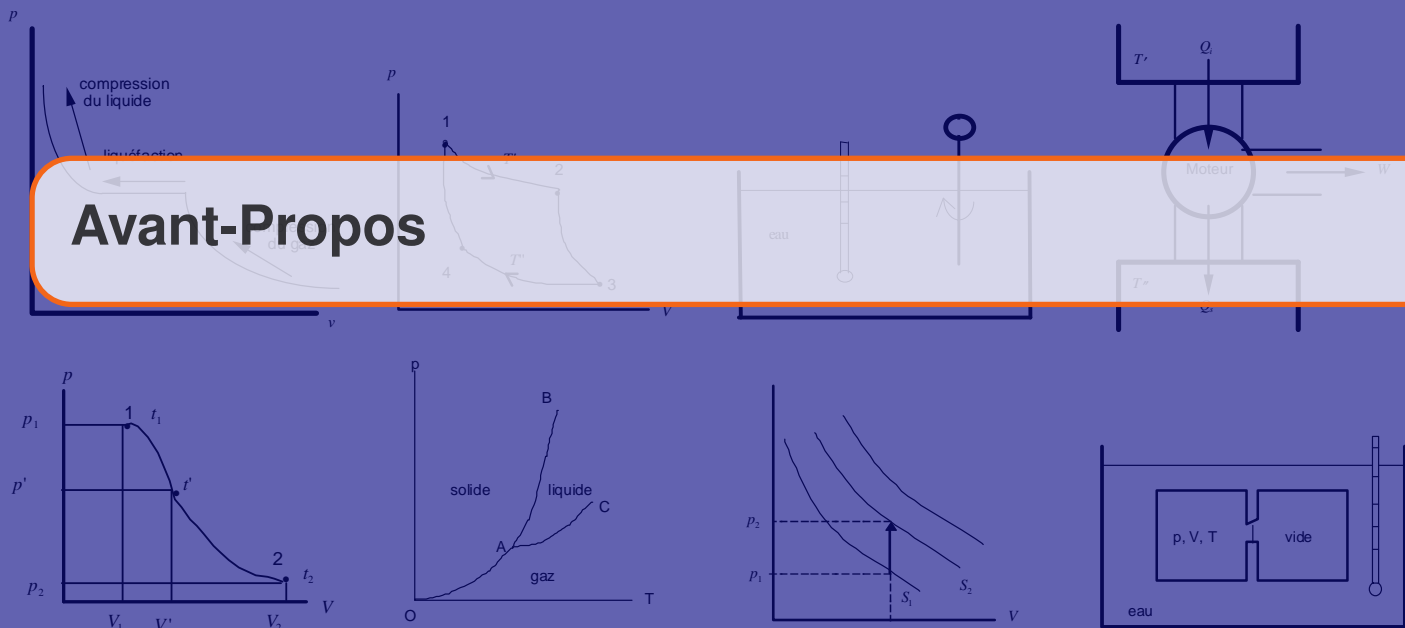 p
compression
du liquide
liquéfaction
v
p
1
T'
2
3
4
T''
V
eau
T'
Moteur
W
T''
Avant-Propos
p
p₁
1
t₁
p'
t'
2
t₂
p₂
V₁
V'
V₂
V
p
B
solide
liquide
C
A
gaz
O
T
p₂
p₁
S₁
S₂
V
p, V, T
vide
eau